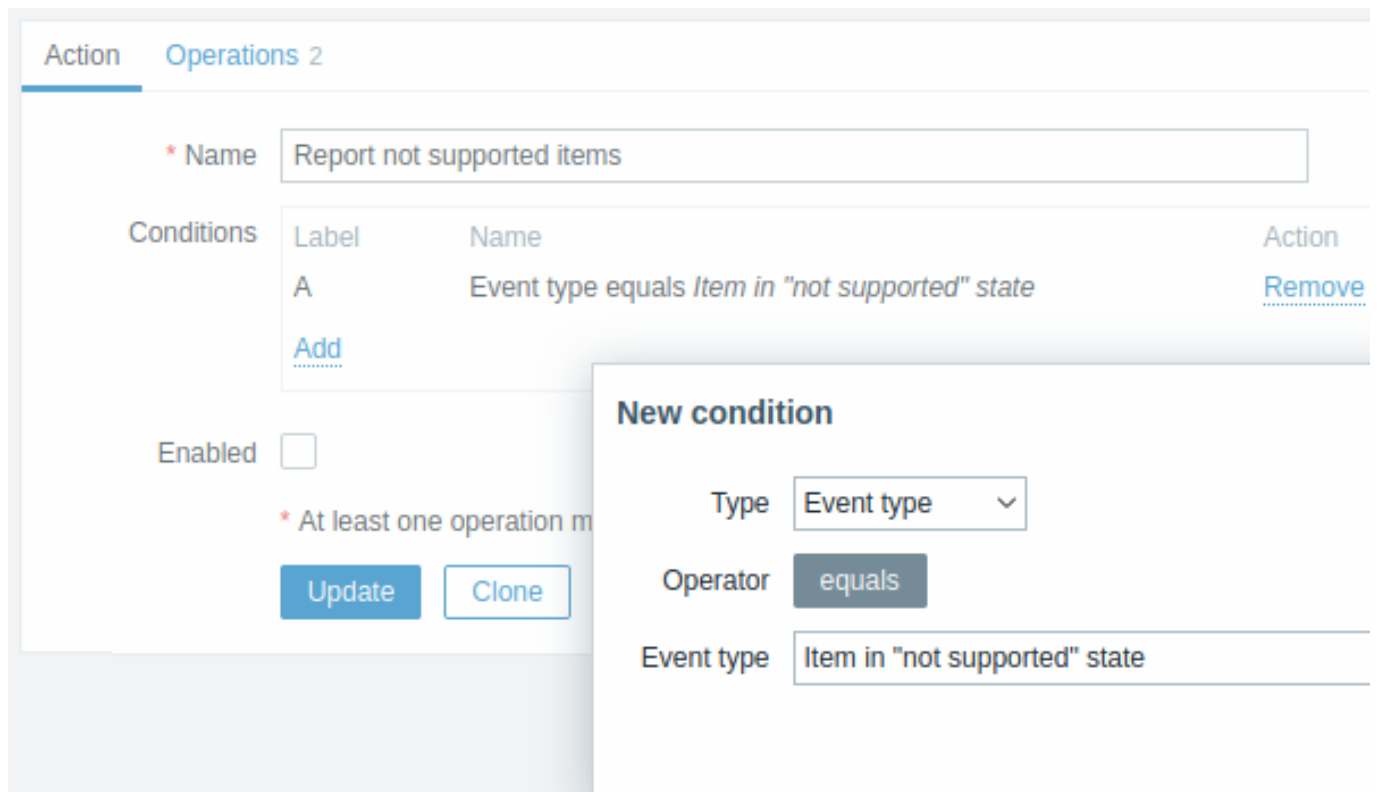 Action Operations 2
* Name Report not supported items
Conditions Label Name Action
A Event type equals Item in "not supported" state Remove
Add
New condition
Enabled
Type Event type
* At least one operation m
Operator equals
Update Clone
Event type Item in "not supported" state